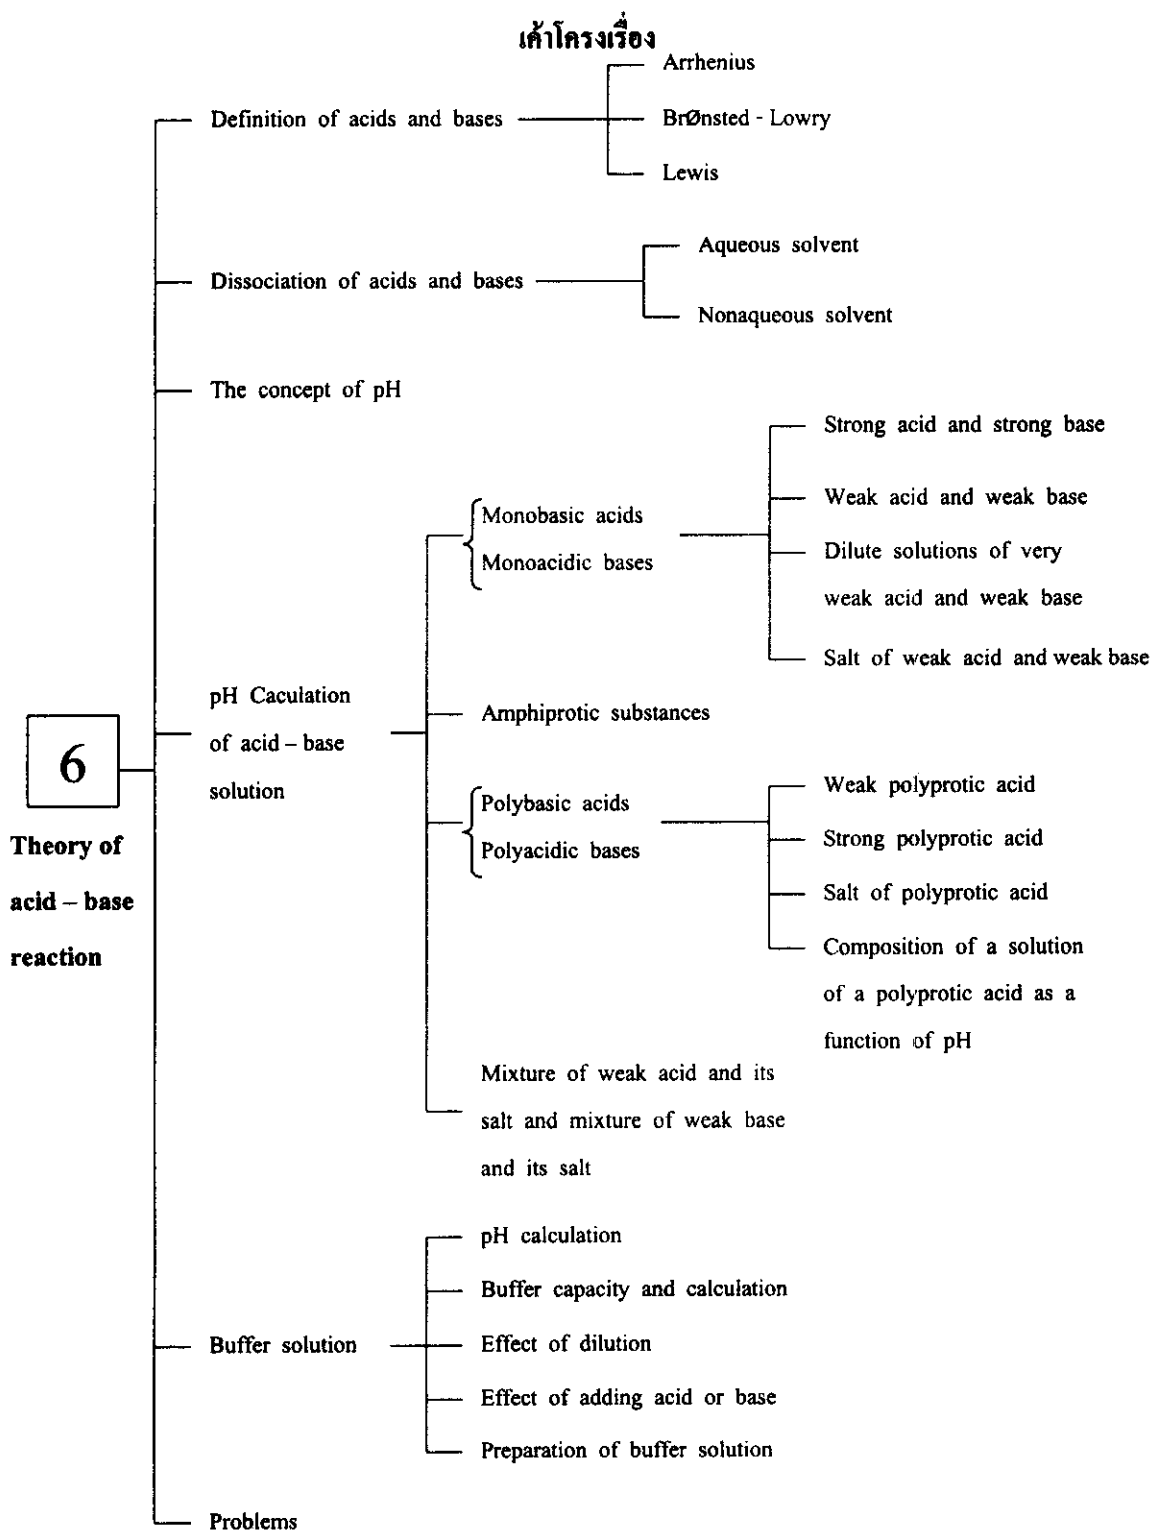 เค้าโครงเรื่อง
6
Theory of
acid – base
reaction
Definition of acids and bases
Arrhenius
BrØnsted - Lowry
Lewis
Dissociation of acids and bases
Aqueous solvent
Nonaqueous solvent
The concept of pH
pH Caculation
of acid – base
solution
Monobasic acids
Monoacidic bases
Strong acid and strong base
Weak acid and weak base
Dilute solutions of very
weak acid and weak base
Salt of weak acid and weak base
Amphiprotic substances
Polybasic acids
Polyacidic bases
Weak polyprotic acid
Strong polyprotic acid
Salt of polyprotic acid
Composition of a solution
of a polyprotic acid as a
function of pH
Mixture of weak acid and its
salt and mixture of weak base
and its salt
Buffer solution
pH calculation
Buffer capacity and calculation
Effect of dilution
Effect of adding acid or base
Preparation of buffer solution
Problems